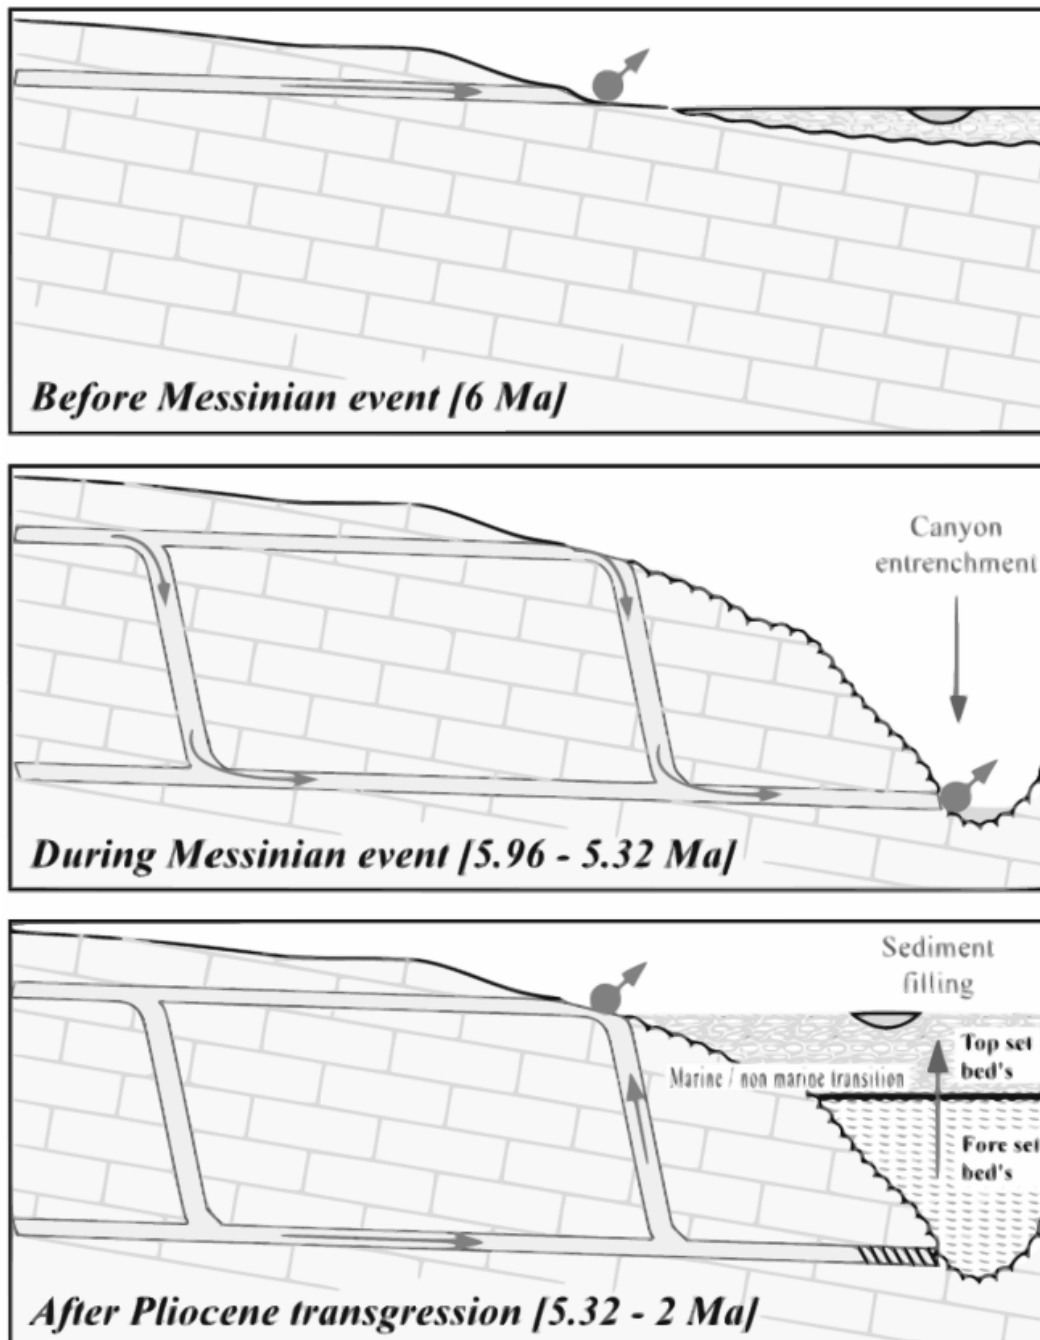 Before Messinian event [6 Ma]
Canyon
entrenchment
During Messinian event [5.96 - 5.32 Ma]
Sediment
filling
Top set
bed's
Marine / non marine transition
Fore set
bed's
After Pliocene transgression [5.32 - 2 Ma]